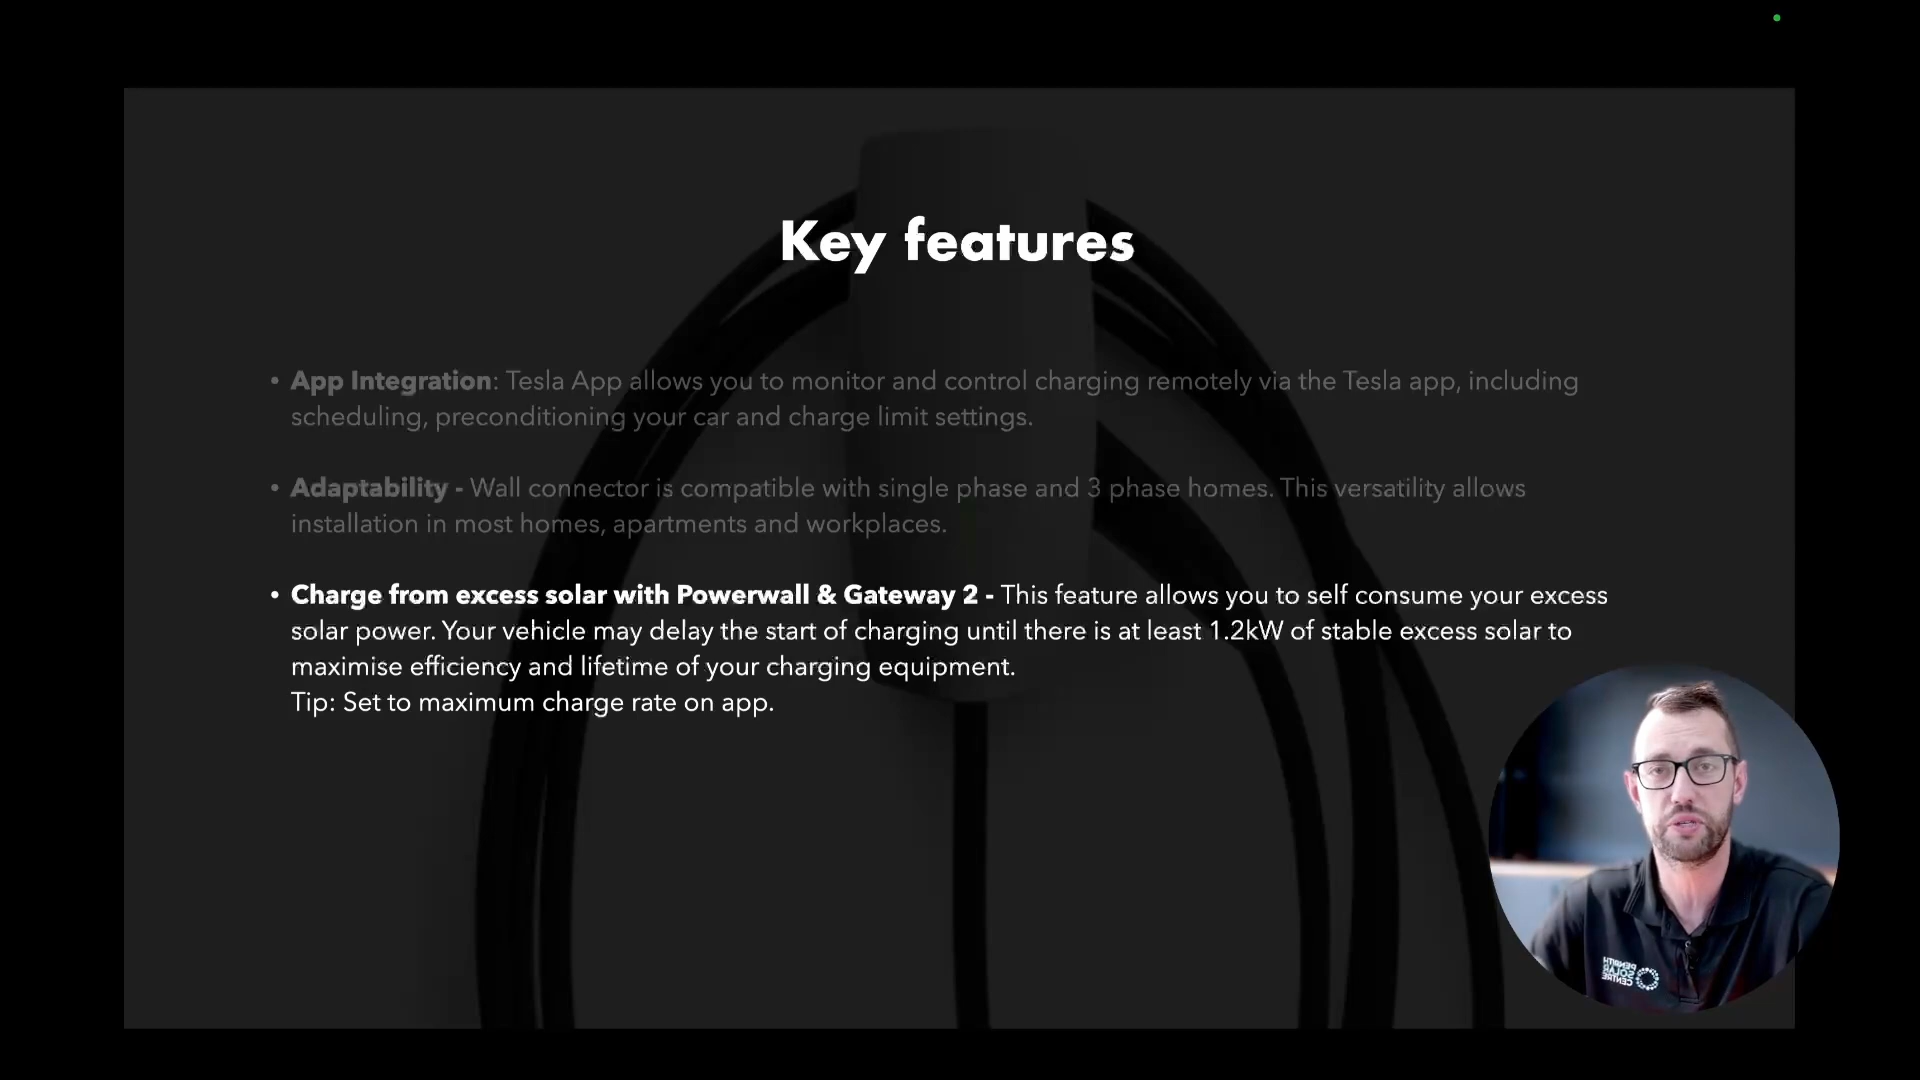 Key features
• App Integration: Tesla App allows you to monitor and control charging remotely via the Tesla app, including
scheduling, preconditioning your car and charge limit settings.
• Adaptability - Wall connector is compatible with single phase and 3 phase homes. This versatility allows
installation in most homes, apartments and workplaces.
• Charge from excess solar with Powerwall & Gateway 2 - This feature allows you to self consume your excess
solar power. Your vehicle may delay the start of charging until there is at least 1.2kW of stable excess solar to
maximise efficiency and lifetime of your charging equipment.
Tip: Set to maximum charge rate on app.
PENRITH
SOLAR
CENTRE